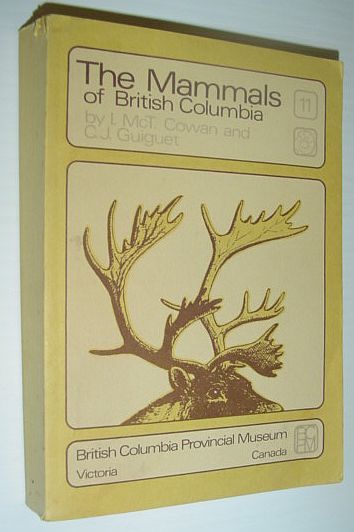 The Mammals
of British Columbia
by I. McT. Cowan and
C.J. Guiguet
11
British Columbia Provincial Museum
Victoria
Canada